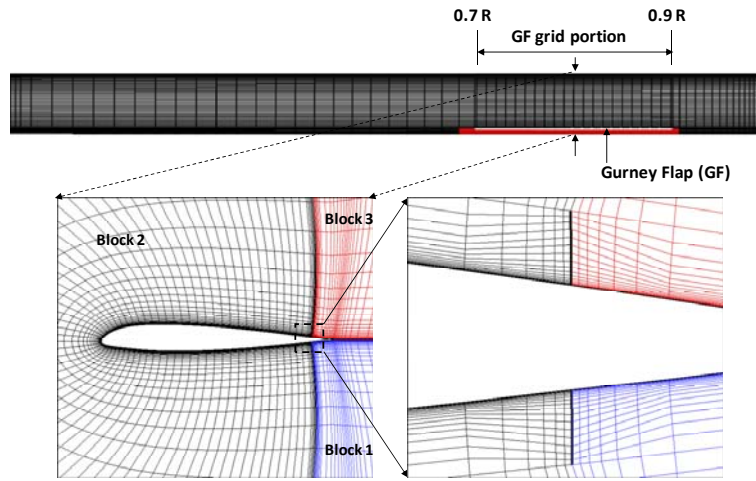 0.7 R
0.9 R
GF grid portion
Gurney Flap (GF)
Block 3
Block 2
Block 1